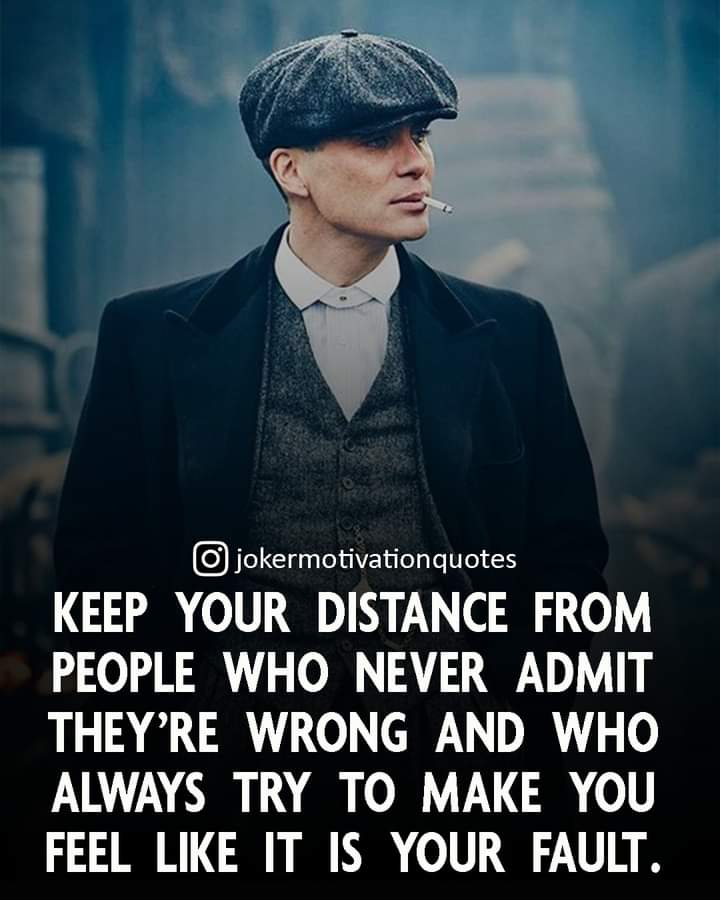 jokermotivationquotes
KEEP YOUR DISTANCE FROM
PEOPLE WHO NEVER ADMIT
THEY’RE WRONG AND WHO
ALWAYS TRY TO MAKE YOU
FEEL LIKE IT IS YOUR FAULT.